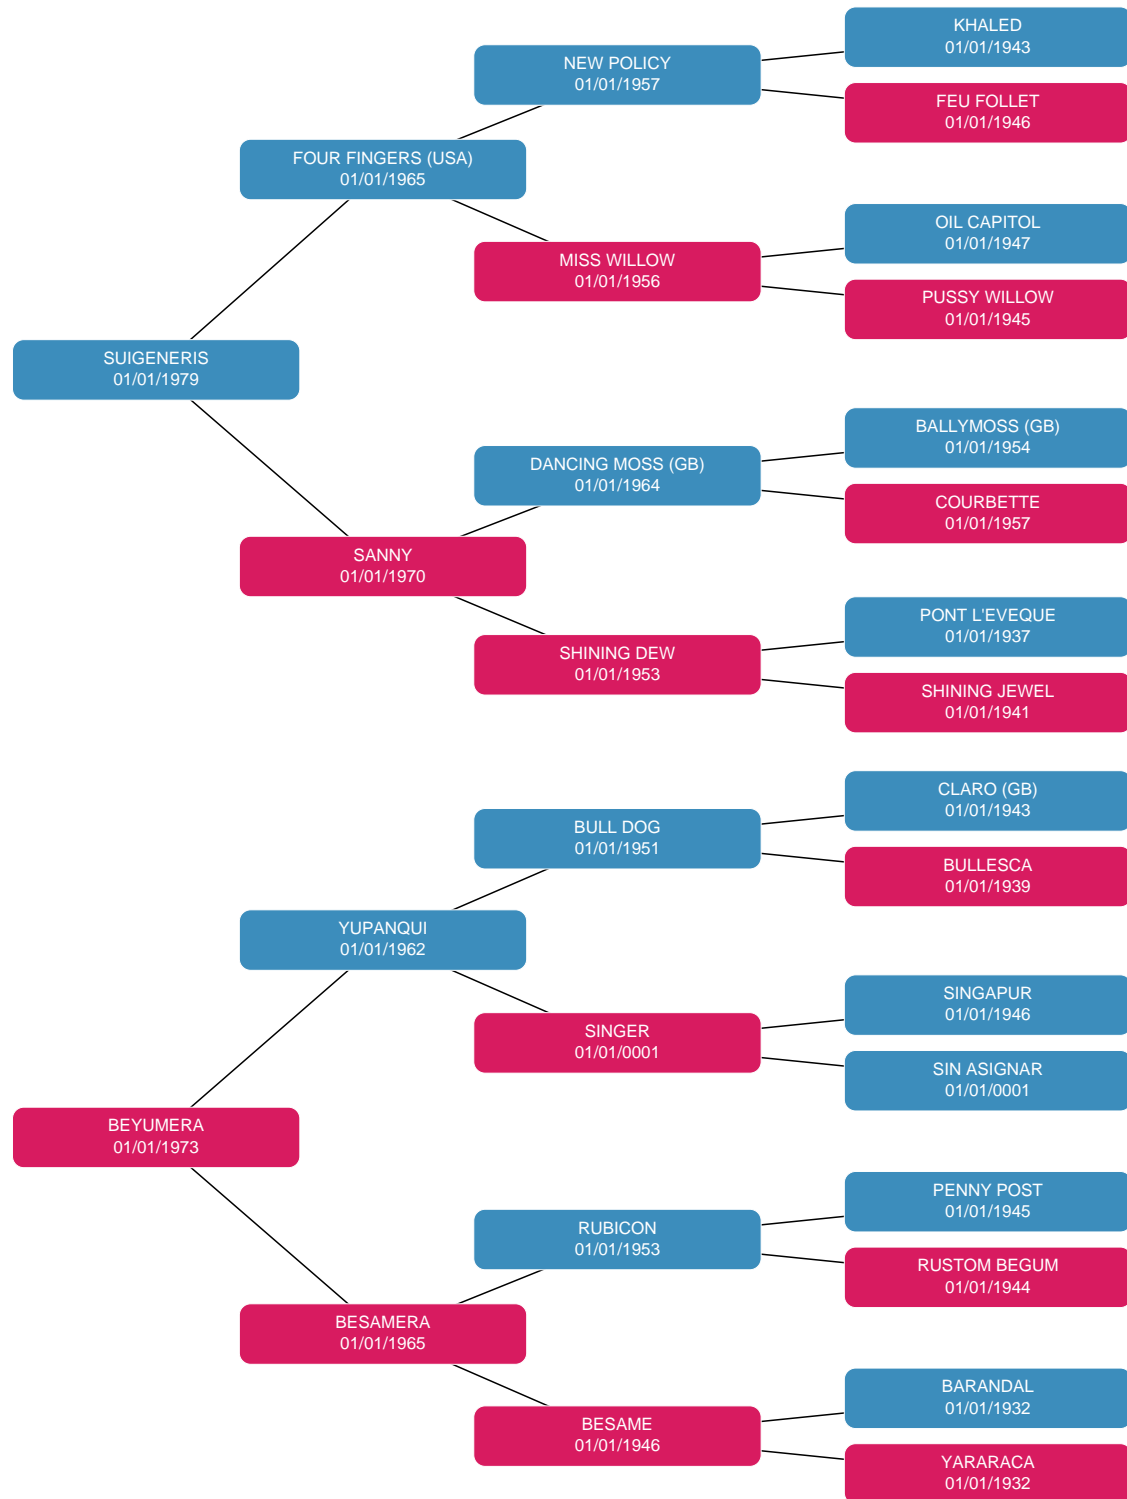 KHALED
01/01/1943
NEW POLICY
01/01/1957
FEU FOLLET
01/01/1946
FOUR FINGERS (USA)
01/01/1965
OIL CAPITOL
01/01/1947
MISS WILLOW
01/01/1956
PUSSY WILLOW
01/01/1945
SUIGENERIS
01/01/1979
BALLYMOSS (GB)
01/01/1954
DANCING MOSS (GB)
01/01/1964
COURBETTE
01/01/1957
SANNY
01/01/1970
PONT L'EVEQUE
01/01/1937
SHINING DEW
01/01/1953
SHINING JEWEL
01/01/1941
CLARO (GB)
01/01/1943
BULL DOG
01/01/1951
BULLESCA
01/01/1939
YUPANQUI
01/01/1962
SINGAPUR
01/01/1946
SINGER
01/01/0001
SIN ASIGNAR
01/01/0001
BEYUMERA
01/01/1973
PENNY POST
01/01/1945
RUBICON
01/01/1953
RUSTOM BEGUM
01/01/1944
BESAMERA
01/01/1965
BARANDAL
01/01/1932
BESAME
01/01/1946
YARARACA
01/01/1932